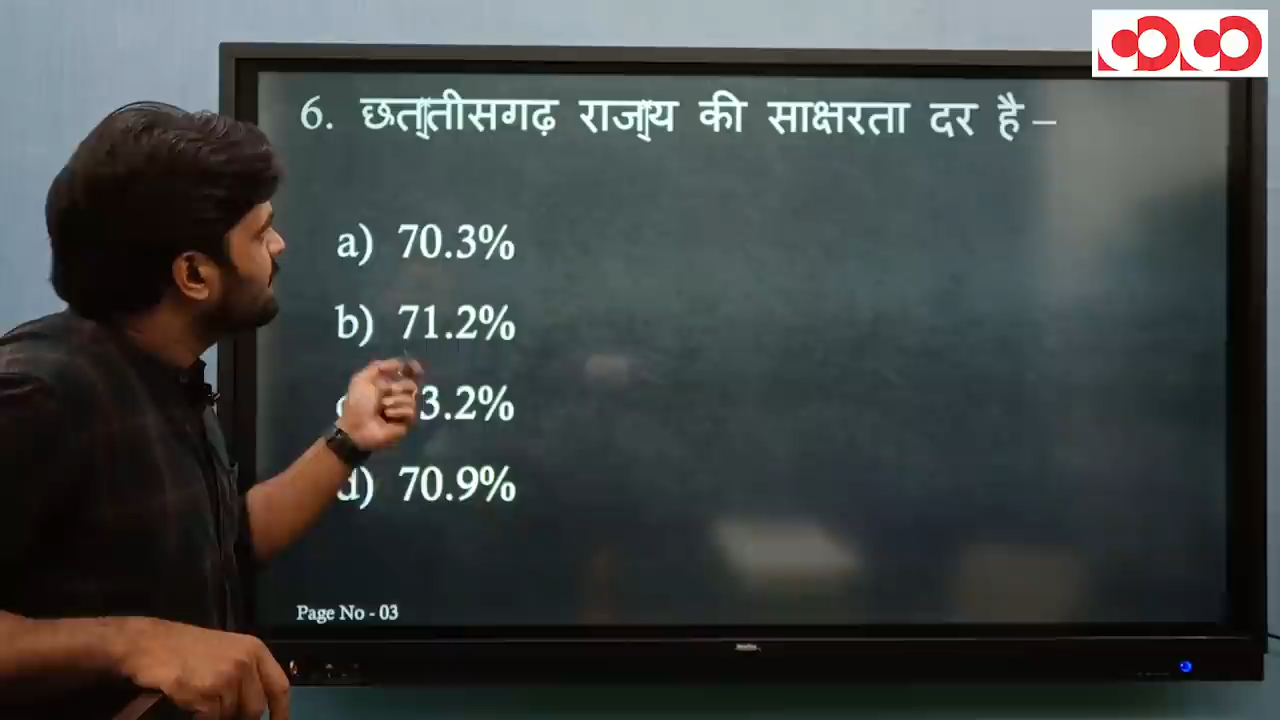 6. छत्तीसगढ़ राज्य की साक्षरता दर है –
a) 70.3%
b) 71.2%
3.2%
d) 70.9%
Page No - 03